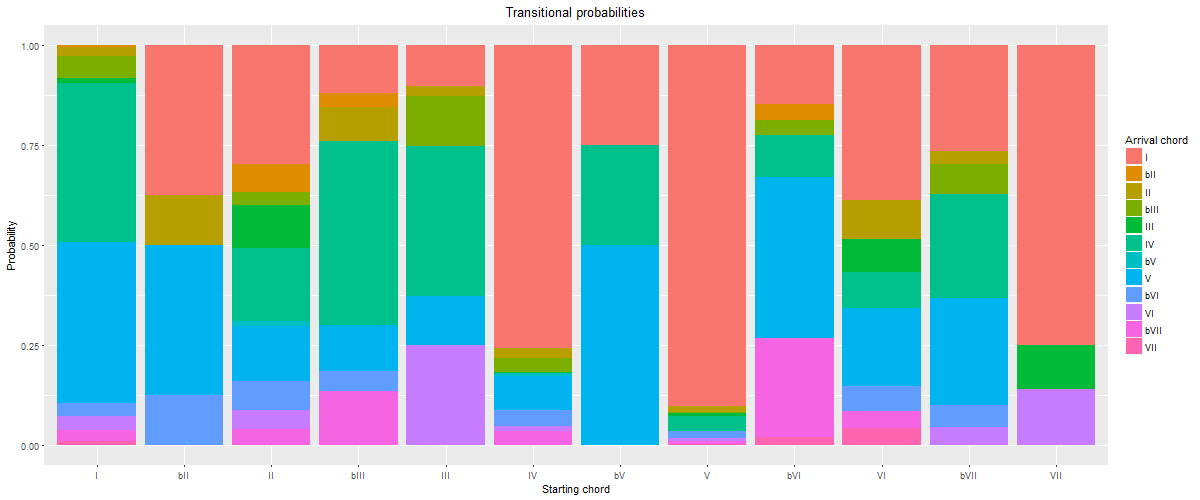 Transitional probabilities
1.00
0.75
0.50
0.25
0.00
Probability
I bII II bIII III IV bV V bVI VI bVII VII
Starting chord
Arrival chord
I
bII
II
bIII
III
IV
bV
V
bVI
VI
bVII
VII